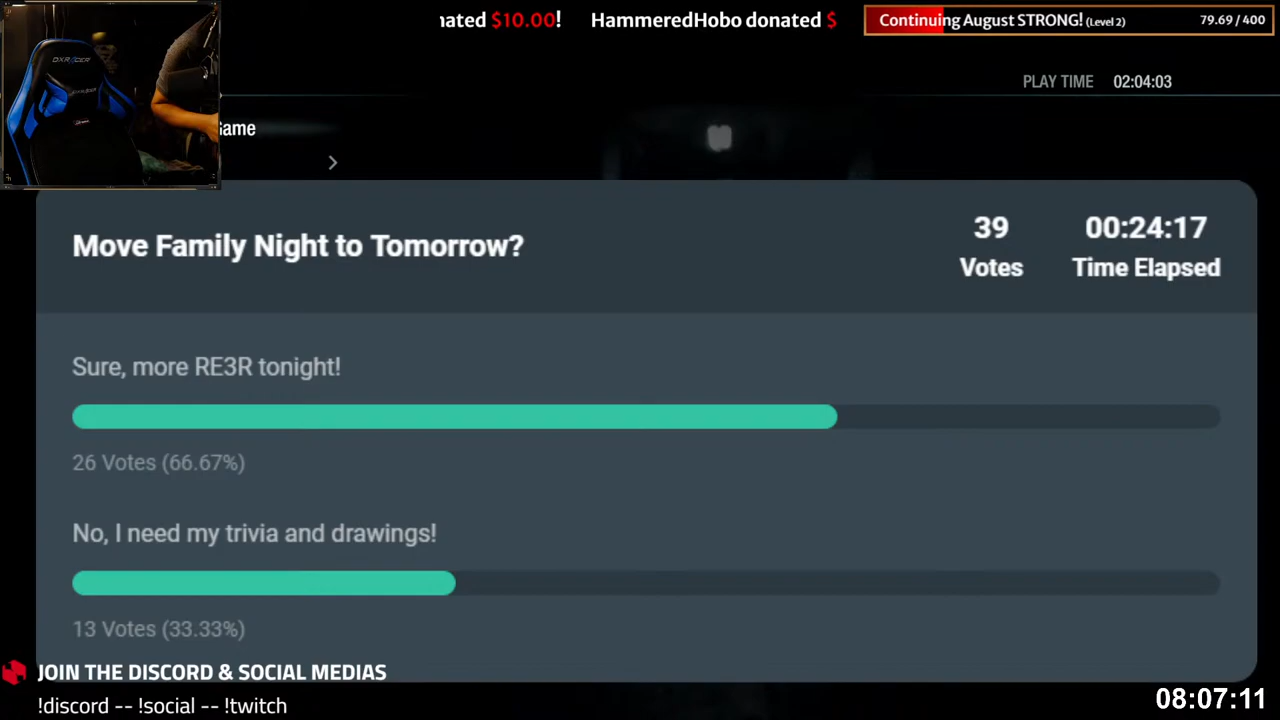 nated $10.00! HammeredHobo donated $
Continuing August STRONG! (Level 2) 79.69 / 400
DXRACER
PLAY TIME 02:04:03
Game
Move Family Night to Tomorrow?
39 Votes
00:24:17 Time Elapsed
Sure, more RE3R tonight!
26 Votes (66.67%)
No, I need my trivia and drawings!
13 Votes (33.33%)
JOIN THE DISCORD & SOCIAL MEDIAS
!discord -- !social -- !twitch
08:07:11